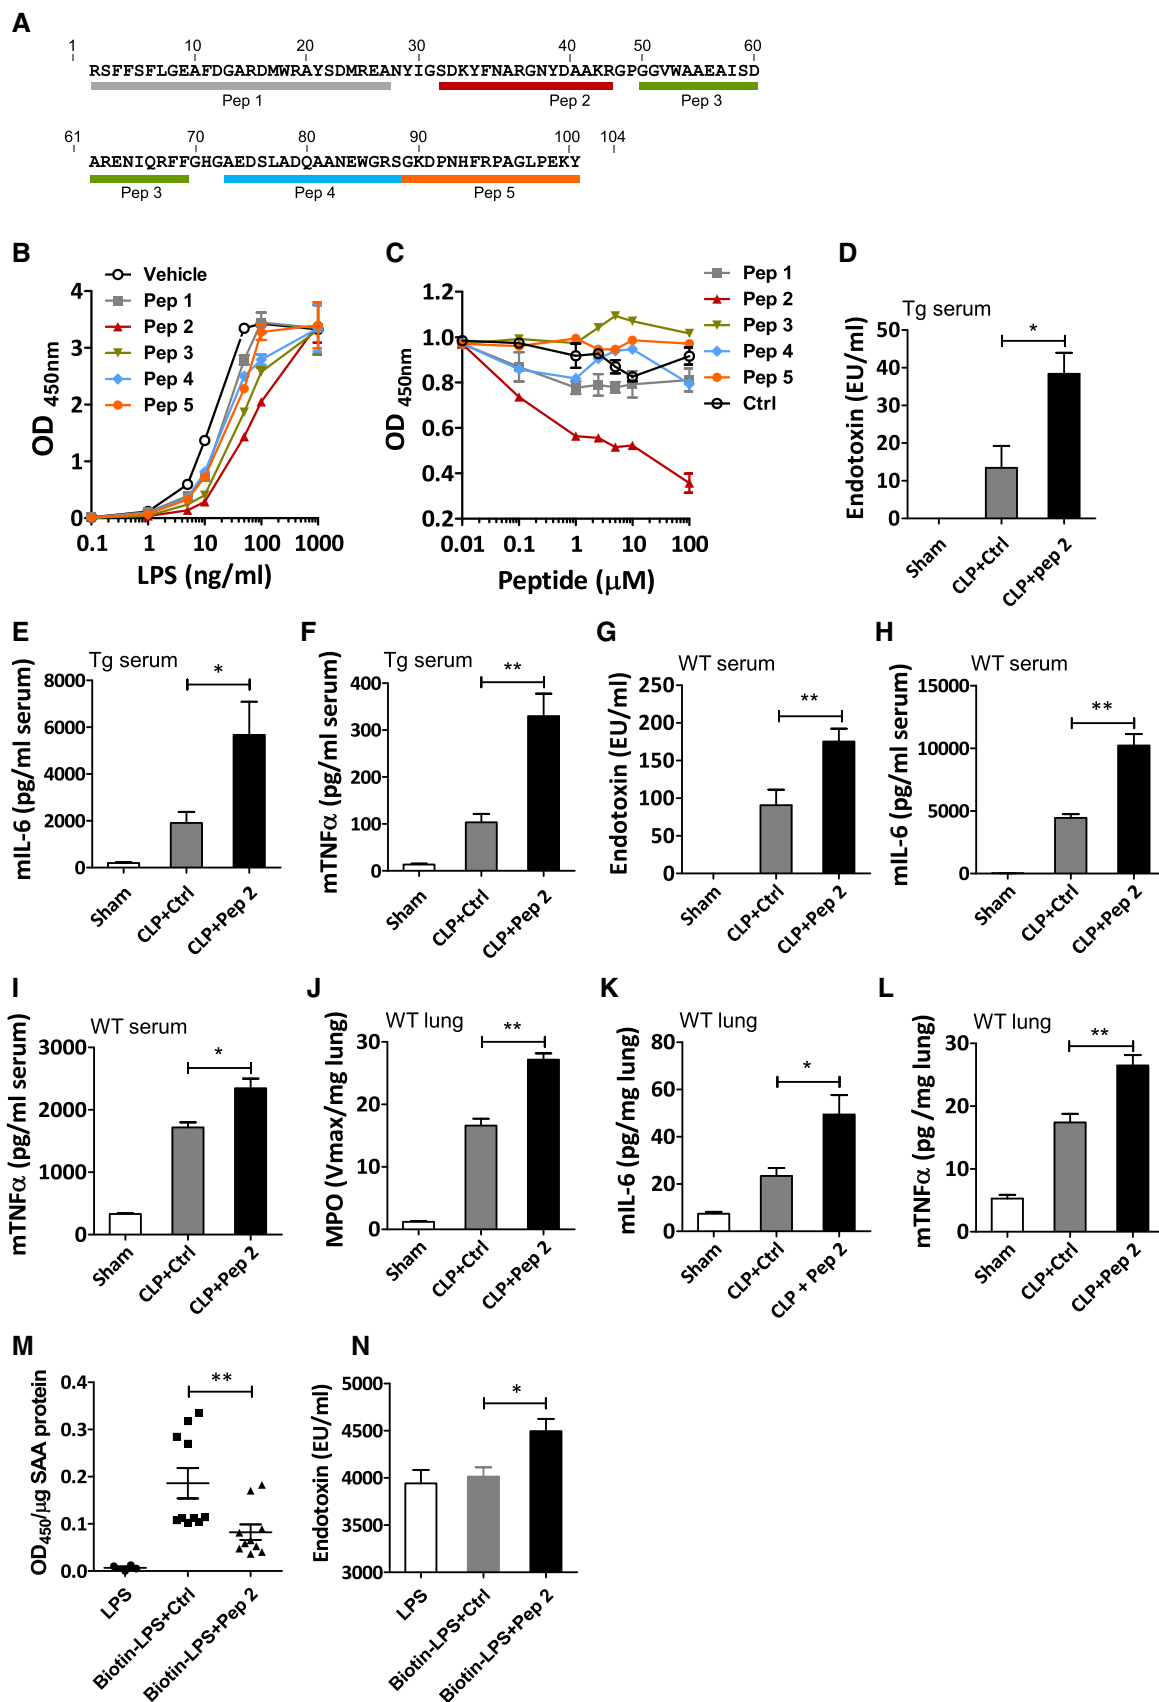 A
1 10 20 30 40 50 60
RSFFSFLGEAFDGARDMWRAYSDMREANYIGSDKYFNARGNYDAAKRGPGGVWAAEAISD
Pep 1 Pep 2 Pep 3
61 70 80 90 100 104
ARENIQRFFGHGAEDSLADQAANEWGRSGKDPNHFRPAGLPEKY
Pep 3 Pep 4 Pep 5
B
Vehicle
Pep 1
Pep 2
Pep 3
Pep 4
Pep 5
OD 450nm
4
3
2
1
0
0.1 1 10 100 1000
LPS (ng/ml)
C
Pep 1
Pep 2
Pep 3
Pep 4
Pep 5
Ctrl
OD 450nm
1.2
1.0
0.8
0.6
0.4
0.2
0.01 0.1 1 10 100
Peptide (μM)
D
Tg serum
Endotoxin (EU/ml)
50
40
30
20
10
0
*
Sham CLP+Ctrl CLP+pep 2
E
Tg serum
mIL-6 (pg/ml serum)
8000
6000
4000
2000
0
*
Sham CLP+Ctrl CLP+Pep 2
F
Tg serum
mTNFα (pg/ml serum)
400
300
200
100
0
**
Sham CLP+Ctrl CLP+Pep 2
G
WT serum
Endotoxin (EU/ml)
250
200
150
100
50
0
**
Sham CLP+Ctrl CLP+Pep 2
H
WT serum
mIL-6 (pg/ml serum)
15000
10000
5000
0
**
Sham CLP+Ctrl CLP+Pep 2
I
WT serum
mTNFα (pg/ml serum)
3000
2000
1000
0
*
Sham CLP+Ctrl CLP+Pep 2
J
WT lung
MPO (Vmax/mg lung)
30
20
10
0
**
Sham CLP+Ctrl CLP+Pep 2
K
WT lung
mIL-6 (pg/mg lung)
80
60
40
20
0
*
Sham CLP+Ctrl CLP + Pep 2
L
WT lung
mTNFα (pg /mg lung)
30
20
10
0
**
Sham CLP+Ctrl CLP+Pep 2
M
OD450/μg SAA protein
0.4
0.3
0.2
0.1
0.0
**
LPS Biotin-LPS+Ctrl Biotin-LPS+Pep 2
N
Endotoxin (EU/ml)
5000
4500
4000
3500
3000
*
LPS Biotin-LPS+Ctrl Biotin-LPS+Pep 2